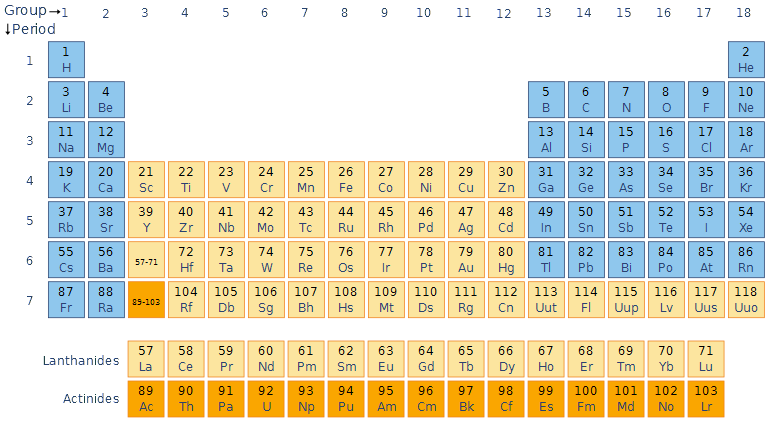 Group→ 1 2 3 4 5 6 7 8 9 10 11 12 13 14 15 16 17 18
↓Period
1 1 2
H He
2 3 4 5 6 7 8 9 10
Li Be B C N O F Ne
3 11 12 13 14 15 16 17 18
Na Mg Al Si P S Cl Ar
4 19 20 21 22 23 24 25 26 27 28 29 30 31 32 33 34 35 36
K Ca Sc Ti V Cr Mn Fe Co Ni Cu Zn Ga Ge As Se Br Kr
5 37 38 39 40 41 42 43 44 45 46 47 48 49 50 51 52 53 54
Rb Sr Y Zr Nb Mo Tc Ru Rh Pd Ag Cd In Sn Sb Te I Xe
6 55 56 57-71 72 73 74 75 76 77 78 79 80 81 82 83 84 85 86
Cs Ba Hf Ta W Re Os Ir Pt Au Hg Tl Pb Bi Po At Rn
7 87 88 89-103 104 105 106 107 108 109 110 111 112 113 114 115 116 117 118
Fr Ra Rf Db Sg Bh Hs Mt Ds Rg Cn Uut Fl Uup Lv Uus Uuo
Lanthanides 57 58 59 60 61 62 63 64 65 66 67 68 69 70 71
La Ce Pr Nd Pm Sm Eu Gd Tb Dy Ho Er Tm Yb Lu
Actinides 89 90 91 92 93 94 95 96 97 98 99 100 101 102 103
Ac Th Pa U Np Pu Am Cm Bk Cf Es Fm Md No Lr